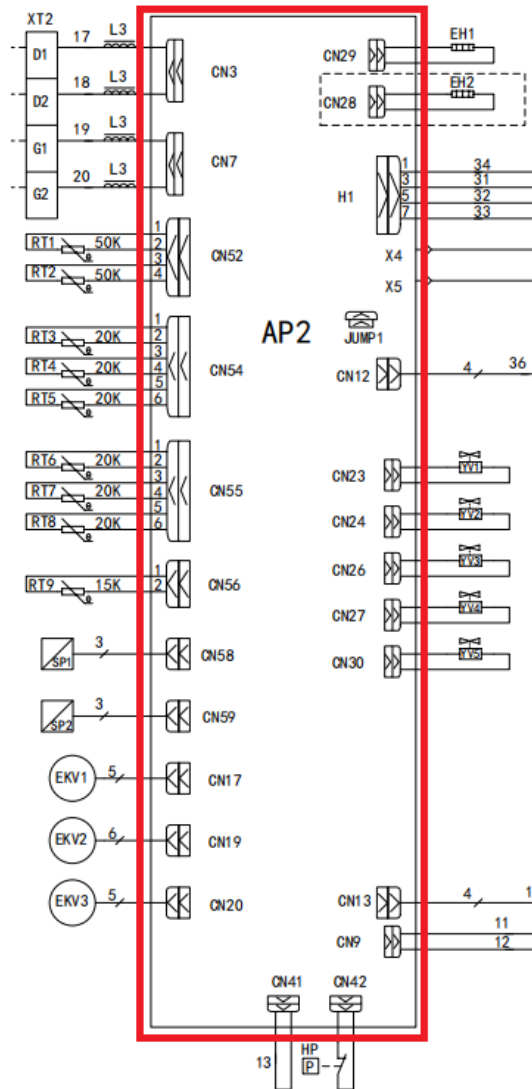 XT2
D1 17 L3
D2 18 L3
CN3
G1 19 L3
G2 20 L3
CN7
RT1 50K 1 2
RT2 50K 3 4
CN52
RT3 20K 1 2
RT4 20K 3 4
RT5 20K 5 6
CN54
RT6 20K 1 2
RT7 20K 3 4
RT8 20K 5 6
CN55
RT9 15K 1 2
CN56
SP1 3 CN58
SP2 3 CN59
EKV1 5 CN17
EKV2 6 CN19
EKV3 5 CN20
AP2
JUMP1
CN29 EH1
CN28 EH2
H1
1 34
3 31
5 32
7 33
X4
X5
CN12 4 36
CN23 YV1
CN24 YV2
CN26 YV3
CN27 YV4
CN30 YV5
CN13 4 1
CN9 11
12
CN41 CN42
13 HP
P